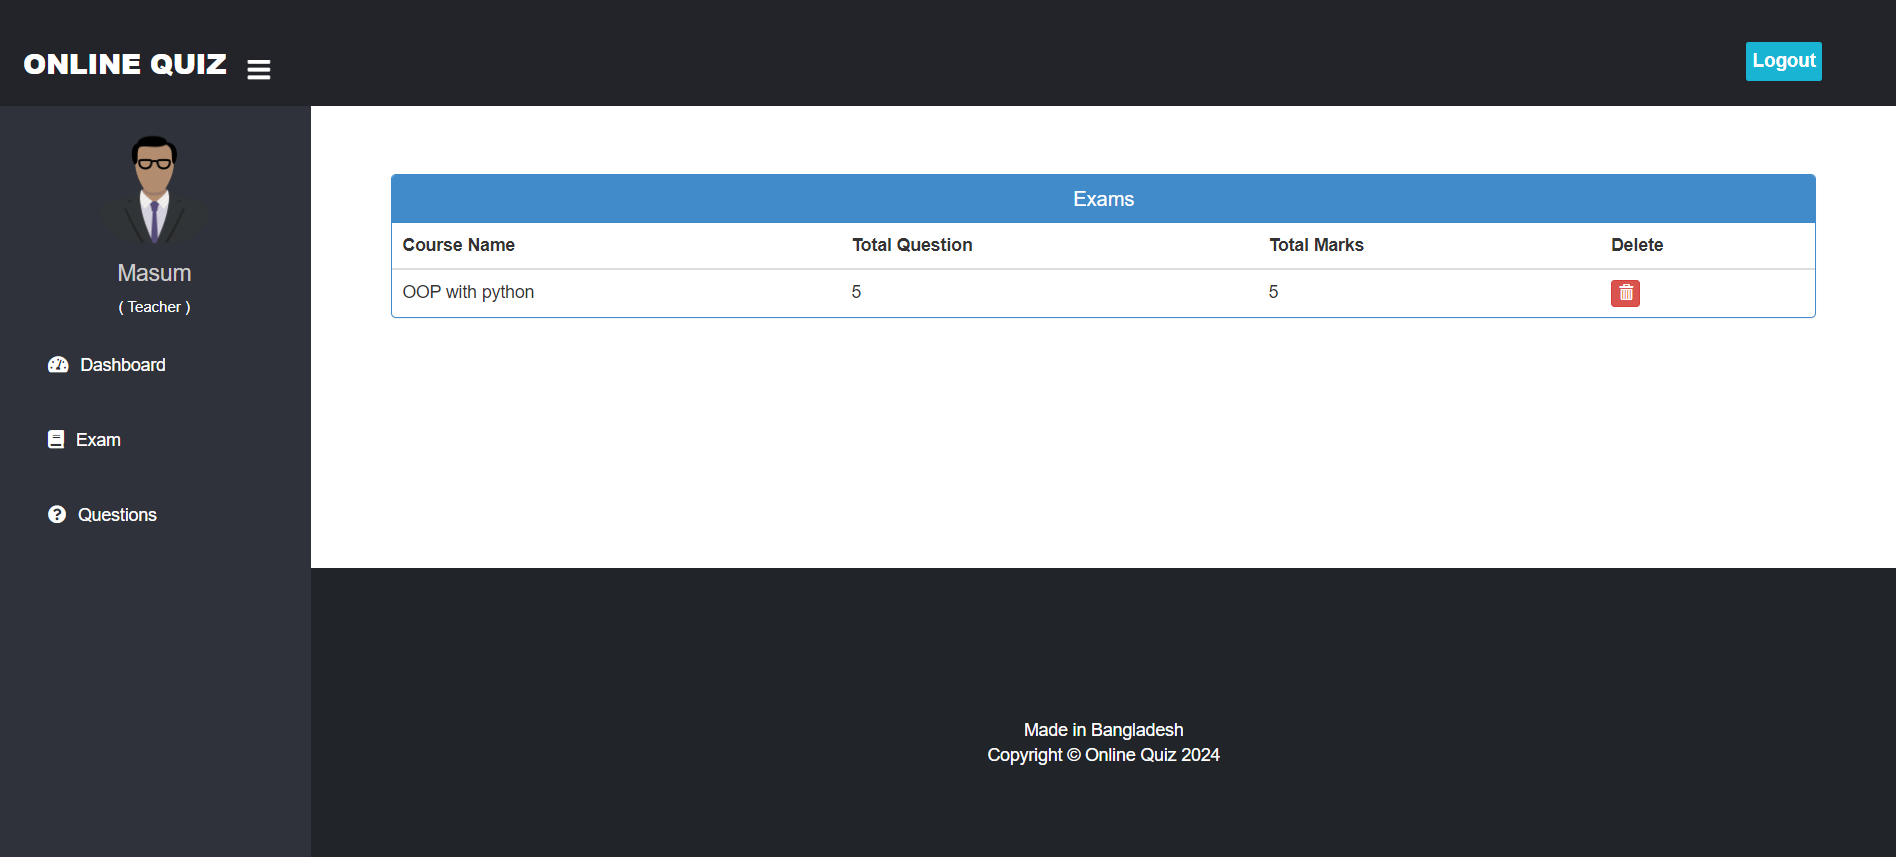 ONLINE QUIZ
Logout
Masum
( Teacher )
Dashboard
Exam
Questions
Exams
Course Name Total Question Total Marks Delete
OOP with python 5 5
Made in Bangladesh
Copyright © Online Quiz 2024